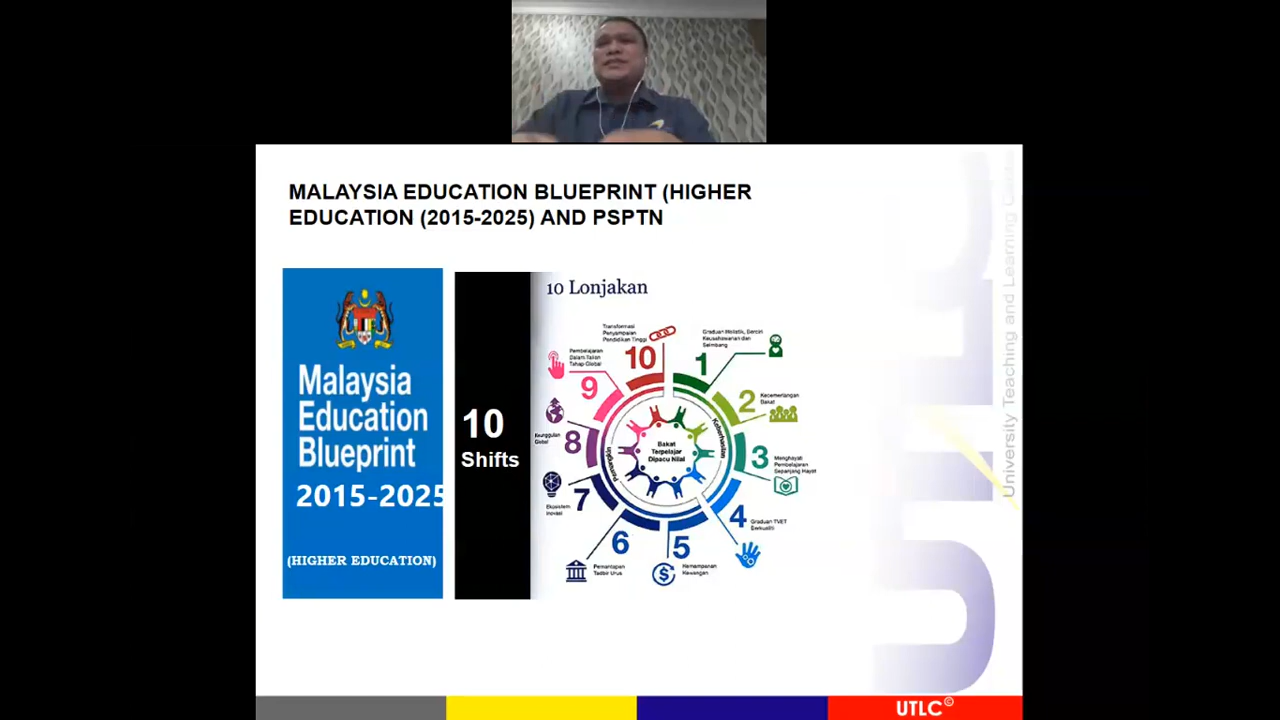 MALAYSIA EDUCATION BLUEPRINT (HIGHER
EDUCATION (2015-2025) AND PSPTN
Malaysia
Education
Blueprint
2015-2025
(HIGHER EDUCATION)
10
Shifts
10 Lonjakan
Transformasi
Penyampaian
Pendidikan Tinggi
10
Graduan Holistik, Berciri
Keusahawanan dan
Seimbang
1
Kecemerlangan
Bakat
2
Menghayati
Pembelajaran
Sepanjang Hayat
3
Graduan TVET
Berkualiti
4
Kemampanan
Kewangan
5
Pemantapan
Tadbir Urus
6
Ekosistem
Inovasi
7
Keunggulan
Global
8
Pembelajaran
Dalam Talian
Tahap Global
9
Bakat
Terpelajar
Dipacu Nilai
Keberhasilan
University Teaching and Learning Centre
UTLC
UTLC©